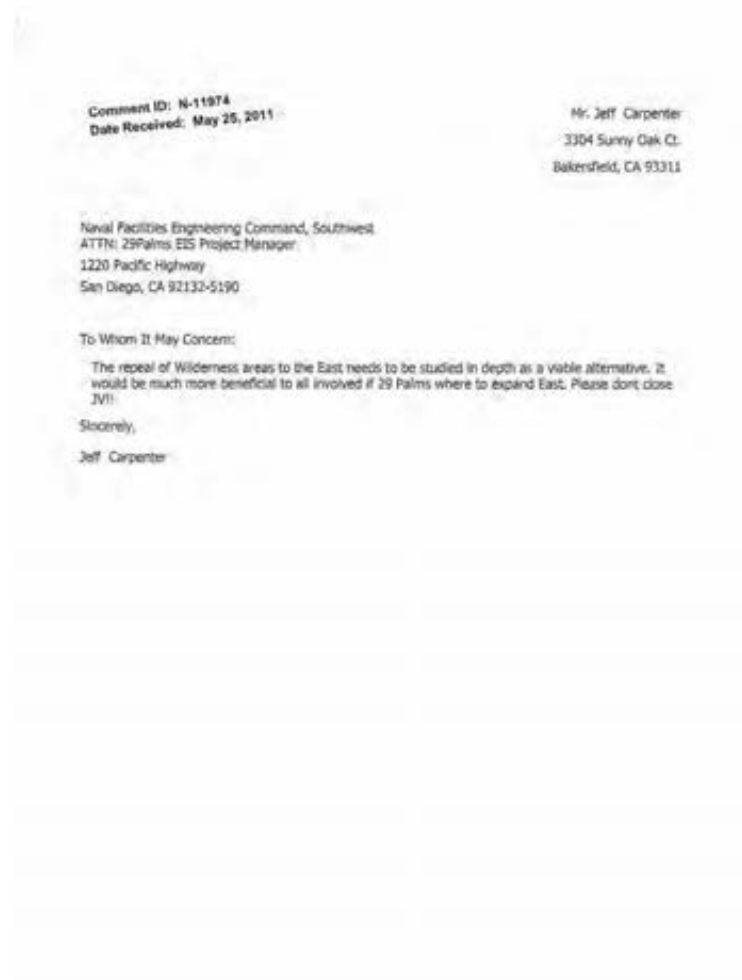 Comment ID: N-11974
Date Received: May 25, 2011
Mr. Jeff Carpenter
3304 Sunny Oak Ct.
Bakersfield, CA 93311
Naval Facilities Engineering Command, Southwest
ATTN: 29Palms EIS Project Manager
1220 Pacific Highway
San Diego, CA 92132-5190
To Whom It May Concern:
The repeal of Wilderness areas to the East needs to be studied in depth as a viable alternative. It
would be much more beneficial to all involved if 29 Palms where to expand East. Please dont close
JV!!
Sincerely,
Jeff Carpenter